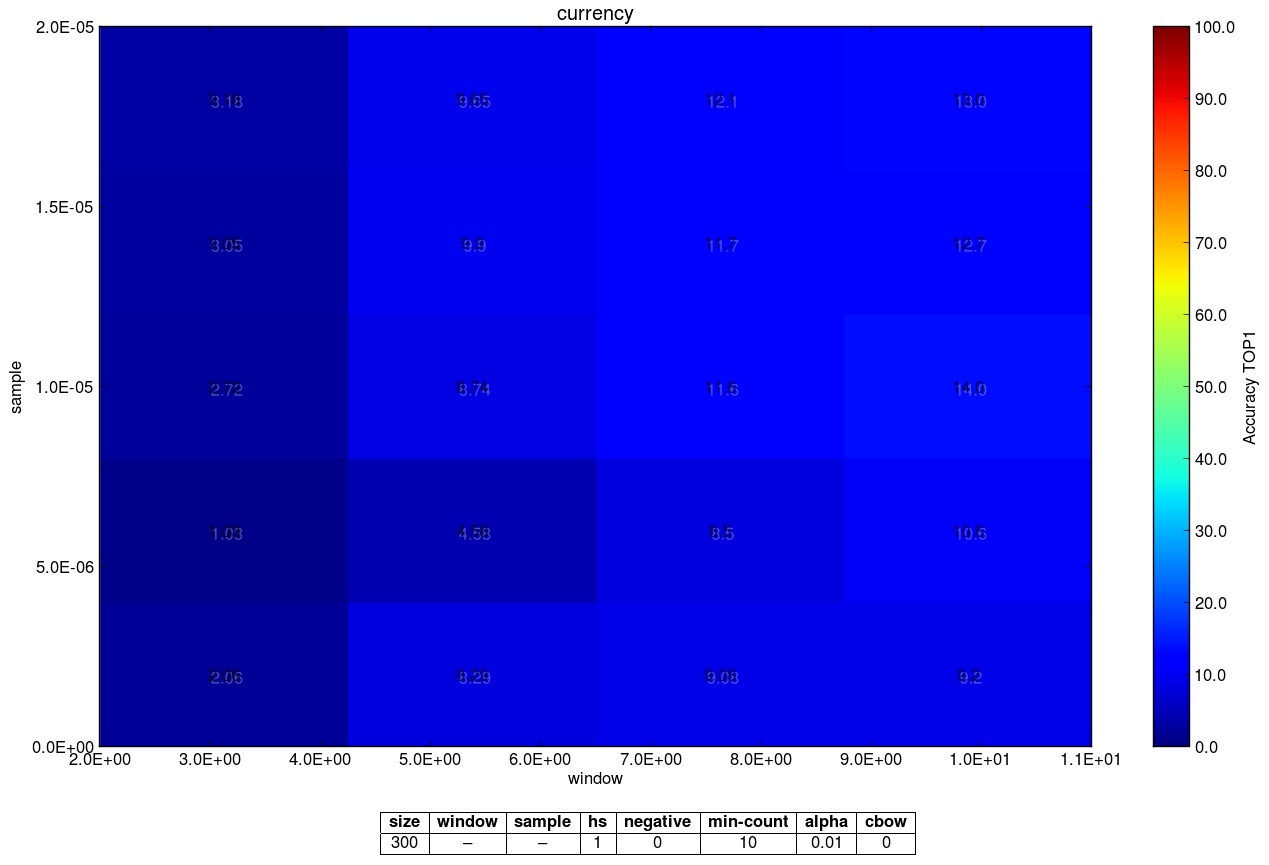 currency
2.0E-05
100.0
3.18 9.65 12.1 13.0
90.0
80.0
1.5E-05
70.0
3.05 9.9 11.7 12.7
60.0
sample
1.0E-05
2.72 8.74 11.6 14.0
50.0
Accuracy TOP1
40.0
1.03 4.58 8.5 10.6
30.0
5.0E-06
20.0
2.06 8.29 9.08 9.2
10.0
0.0E+00
0.0
2.0E+00 3.0E+00 4.0E+00 5.0E+00 6.0E+00 7.0E+00 8.0E+00 9.0E+00 1.0E+01 1.1E+01
window
size window sample hs negative min-count alpha cbow
300 – – 1 0 10 0.01 0